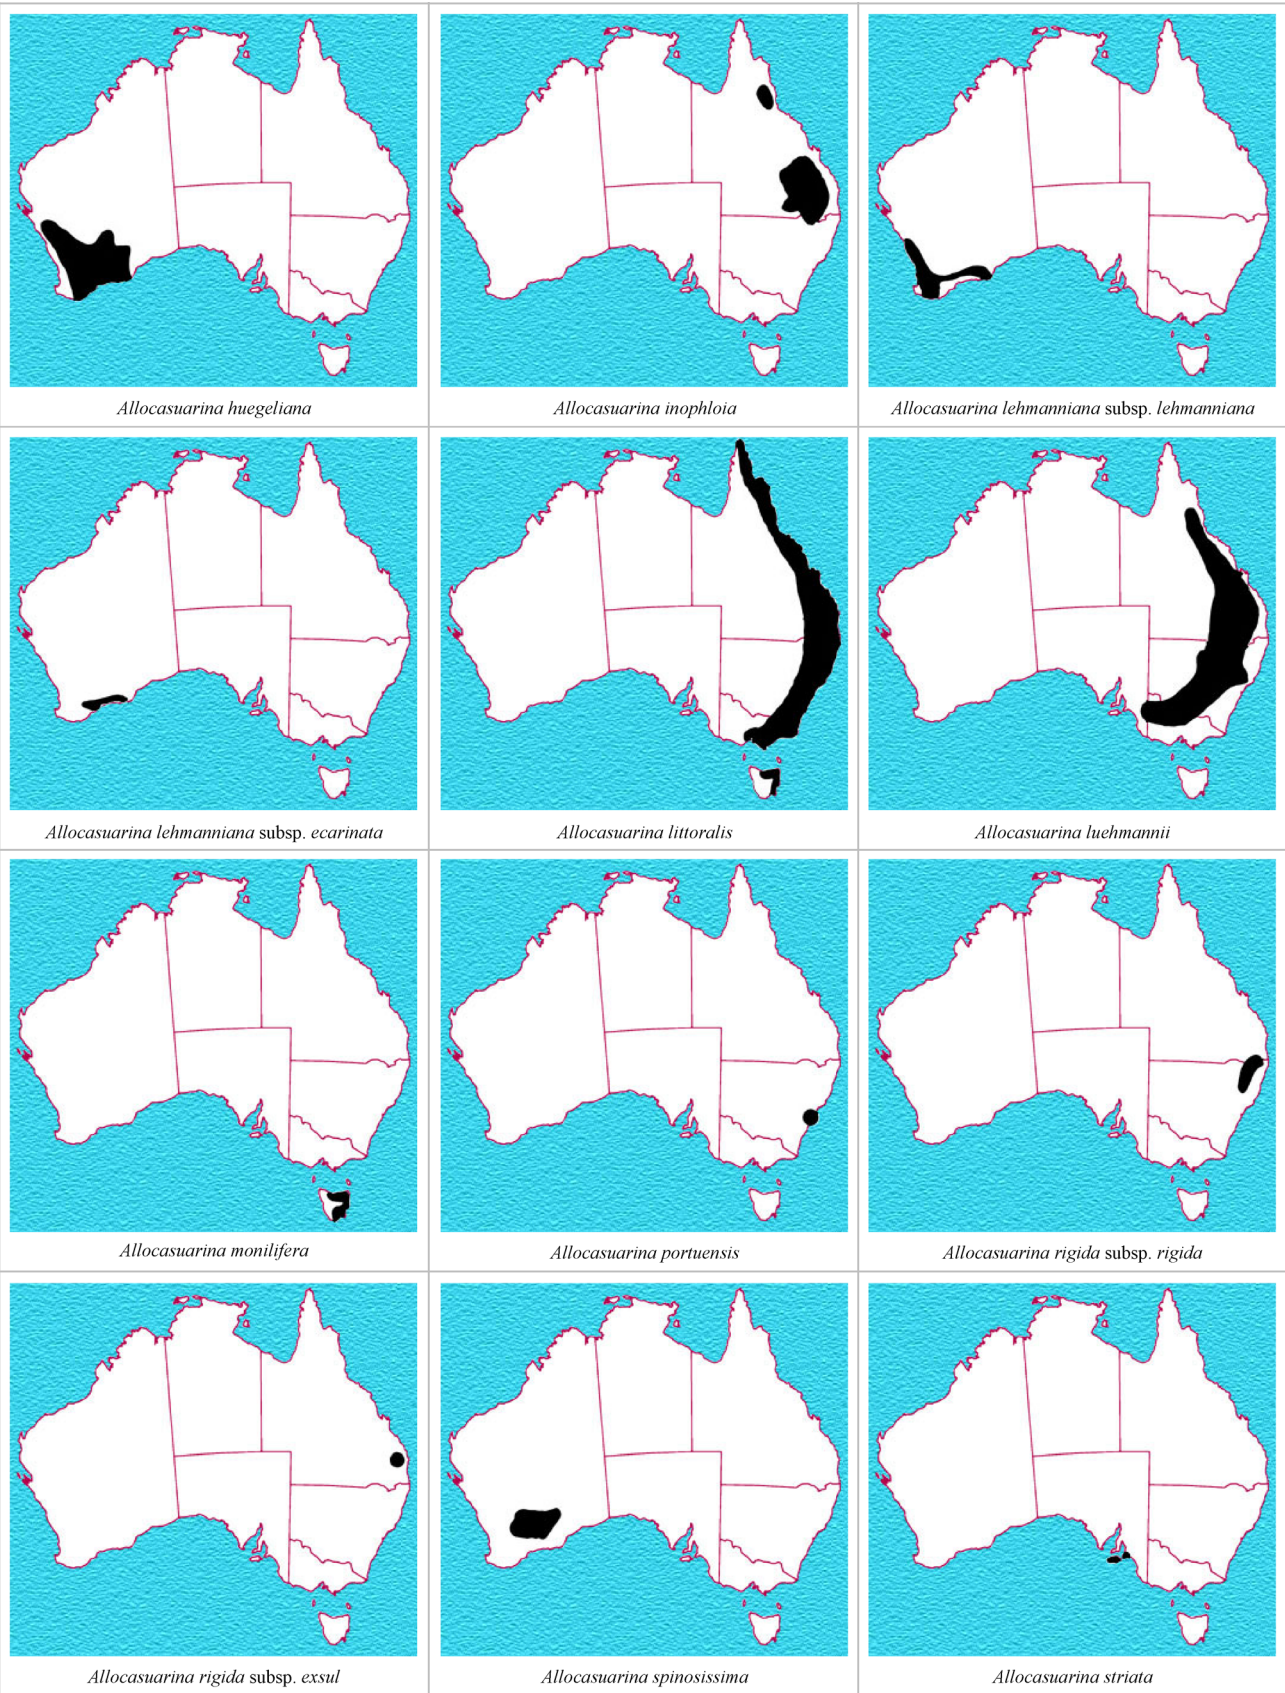 Allocasuarina huegeliana
Allocasuarina inophloia
Allocasuarina lehmanniana subsp. lehmanniana
Allocasuarina lehmanniana subsp. ecarinata
Allocasuarina littoralis
Allocasuarina luehmannii
Allocasuarina monilifera
Allocasuarina portuensis
Allocasuarina rigida subsp. rigida
Allocasuarina rigida subsp. exsul
Allocasuarina spinosissima
Allocasuarina striata